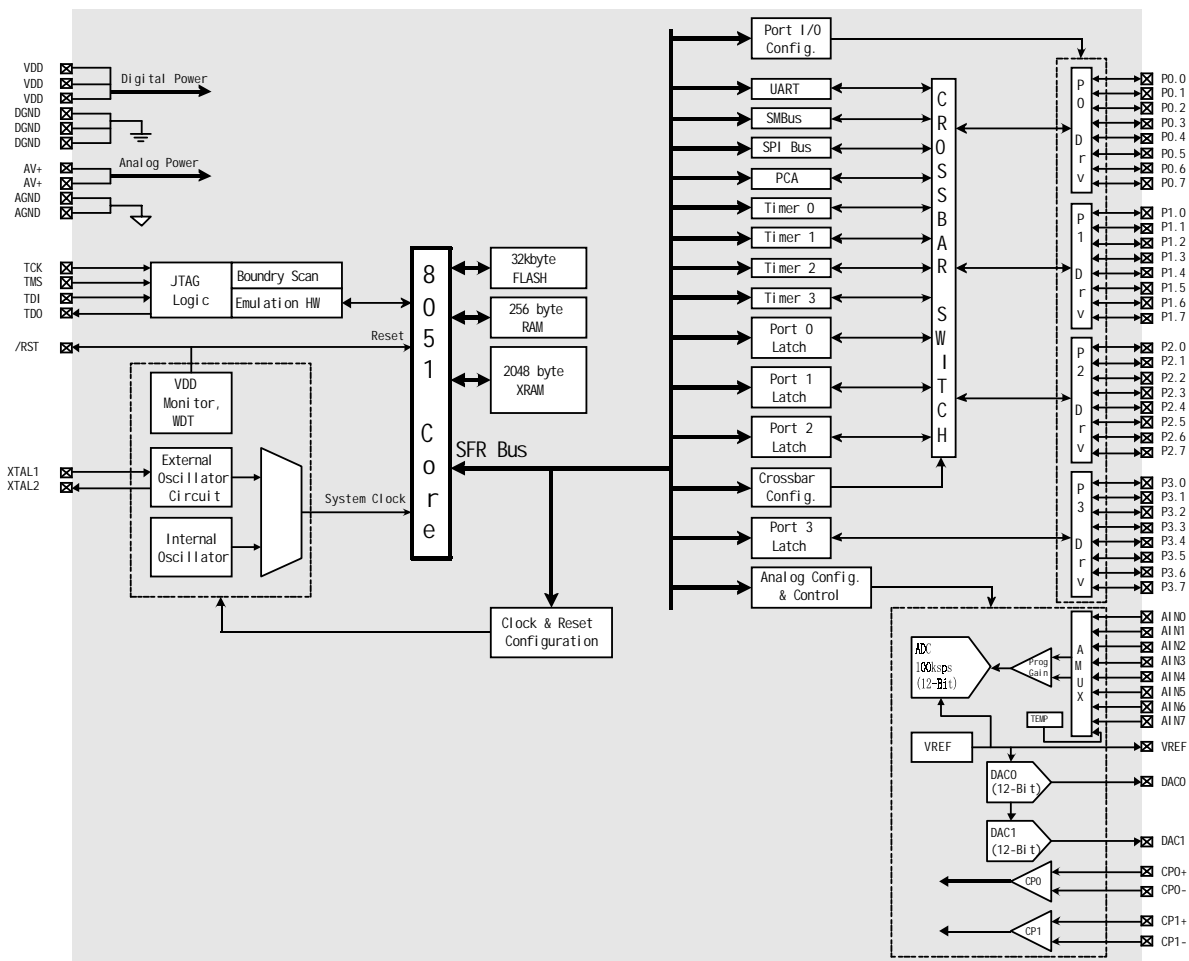 VDD
VDD
VDD
DGND
DGND
DGND
Digital Power
AV+
AV+
AGND
AGND
Analog Power
TCK
TMS
TDI
TDO
JTAG
Logic
Boundry Scan
Emulation HW
/RST
Reset
VDD
Monitor,
WDT
XTAL1
XTAL2
External
Oscillator
Circuit
Internal
Oscillator
System Clock
8051 Core
32kbyte
FLASH
256 byte
RAM
2048 byte
XRAM
SFR Bus
Clock & Reset
Configuration
Port I/O
Config.
UART
SMBus
SPI Bus
PCA
Timer 0
Timer 1
Timer 2
Timer 3
Port 0
Latch
Port 1
Latch
Port 2
Latch
Crossbar
Config.
Port 3
Latch
Analog Config.
& Control
CROSSBAR SWITCH
P0 Drv
P1 Drv
P2 Drv
P3 Drv
P0.0
P0.1
P0.2
P0.3
P0.4
P0.5
P0.6
P0.7
P1.0
P1.1
P1.2
P1.3
P1.4
P1.5
P1.6
P1.7
P2.0
P2.1
P2.2
P2.3
P2.4
P2.5
P2.6
P2.7
P3.0
P3.1
P3.2
P3.3
P3.4
P3.5
P3.6
P3.7
ADC
100ksps
(12-Bit)
Prog
Gain
AMUX
TEMP
VREF
DAC0
(12-Bit)
DAC1
(12-Bit)
CP0
CP1
AIN0
AIN1
AIN2
AIN3
AIN4
AIN5
AIN6
AIN7
VREF
DAC0
DAC1
CP0+
CP0-
CP1+
CP1-